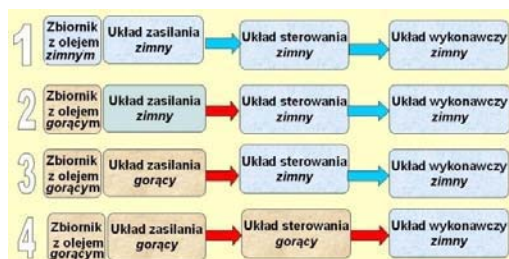 1
Zbiornik
z olejem
zimnym
Układ zasilania
zimny
Układ sterowania
zimny
Układ wykonawczy
zimny
2
Zbiornik
z olejem
gorącym
Układ zasilania
zimny
Układ sterowania
zimny
Układ wykonawczy
zimny
3
Zbiornik
z olejem
gorącym
Układ zasilania
gorący
Układ sterowania
zimny
Układ wykonawczy
zimny
4
Zbiornik
z olejem
gorącym
Układ zasilania
gorący
Układ sterowania
gorący
Układ wykonawczy
zimny